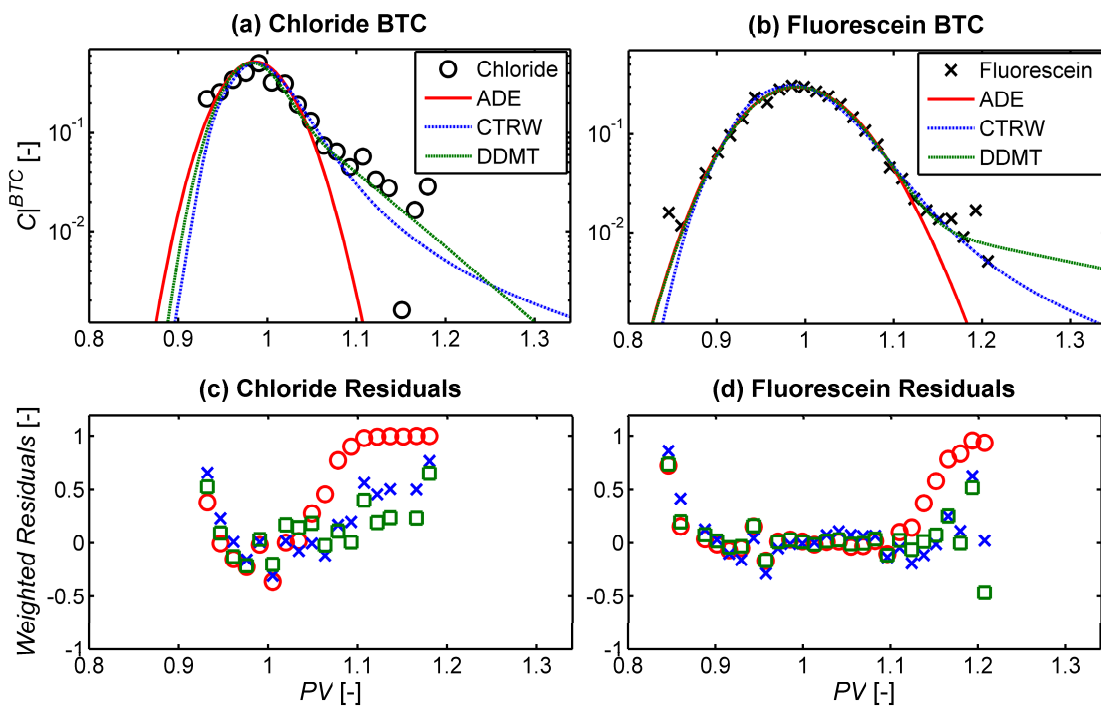 (a) Chloride BTC
(b) Fluorescein BTC
C|^BTC [-]
10^-1
10^-2
0.8 0.9 1 1.1 1.2 1.3
Chloride
ADE
CTRW
DDMT
10^-1
10^-2
0.8 0.9 1 1.1 1.2 1.3
Fluorescein
ADE
CTRW
DDMT
(c) Chloride Residuals
(d) Fluorescein Residuals
Weighted Residuals [-]
1
0.5
0
-0.5
-1
0.8 0.9 1 1.1 1.2 1.3
PV [-]
1
0.5
0
-0.5
-1
0.8 0.9 1 1.1 1.2 1.3
PV [-]